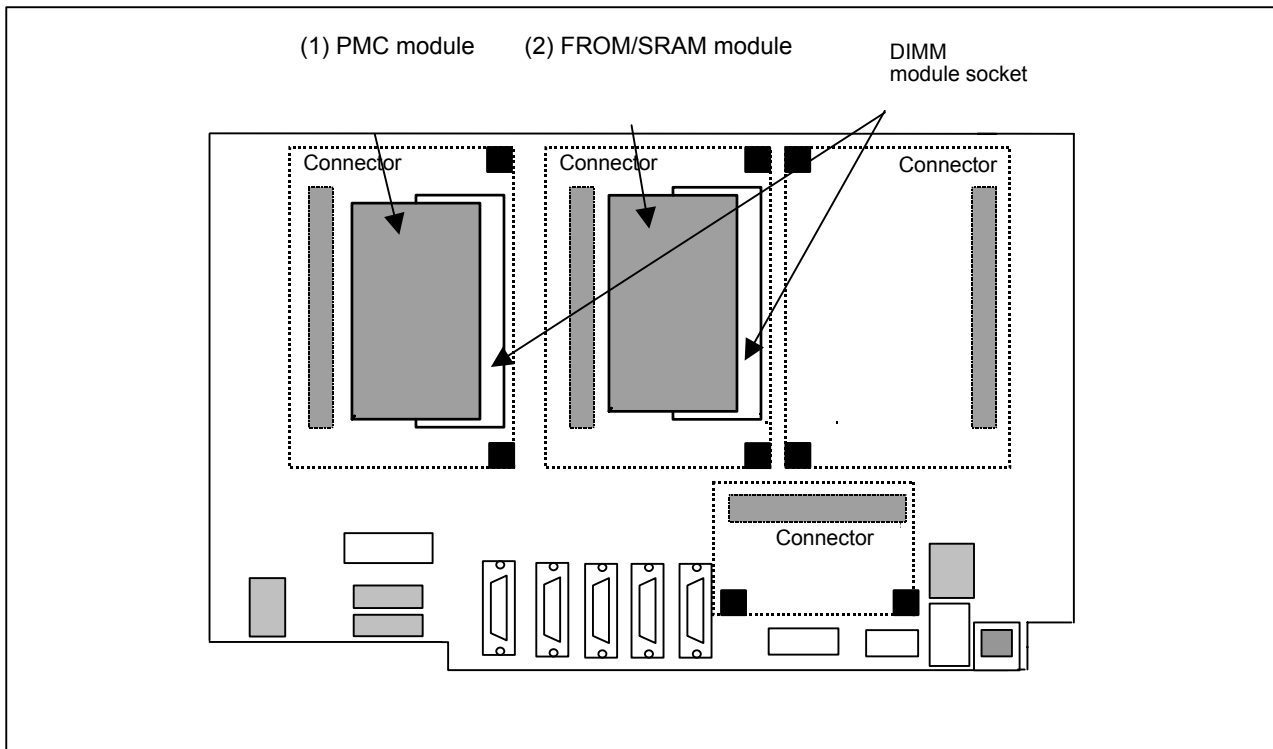 (1) PMC module
(2) FROM/SRAM module
DIMM
module socket
Connector
Connector
Connector
Connector